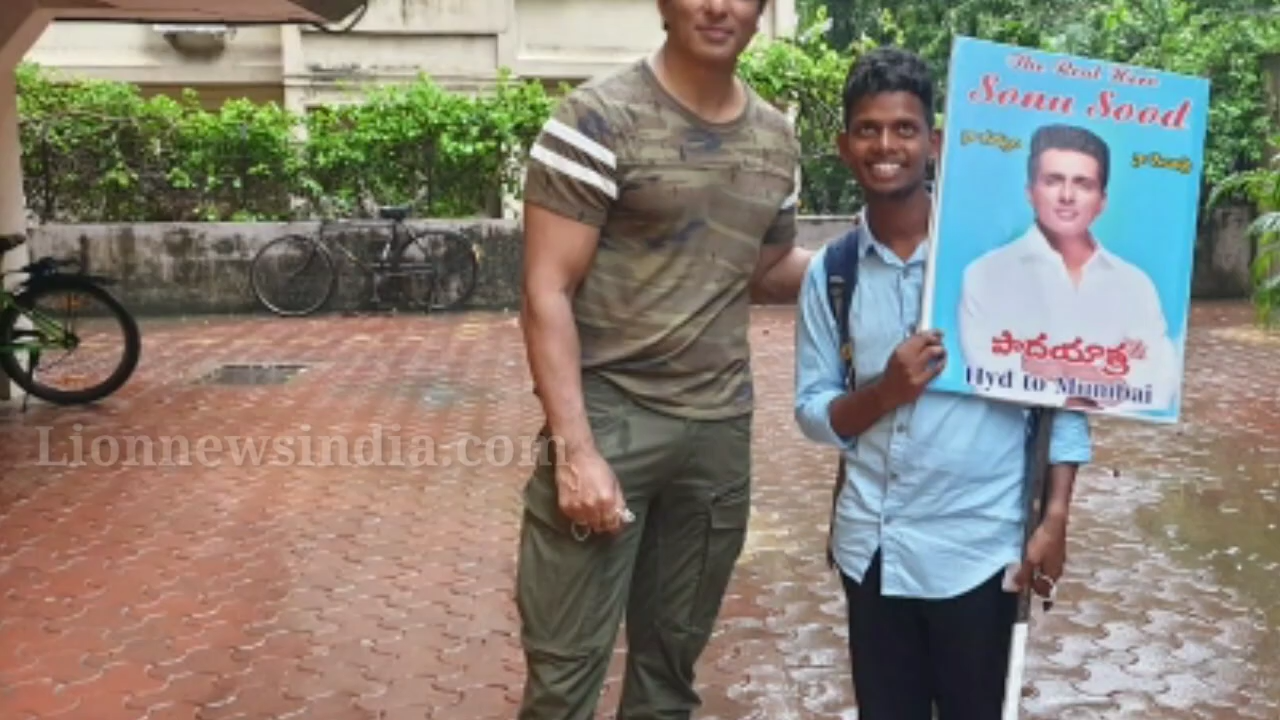 The Real Hero
Sonu Sood
పాదయాత్ర
Hyd to Mumbai
Lionnewsindia.com